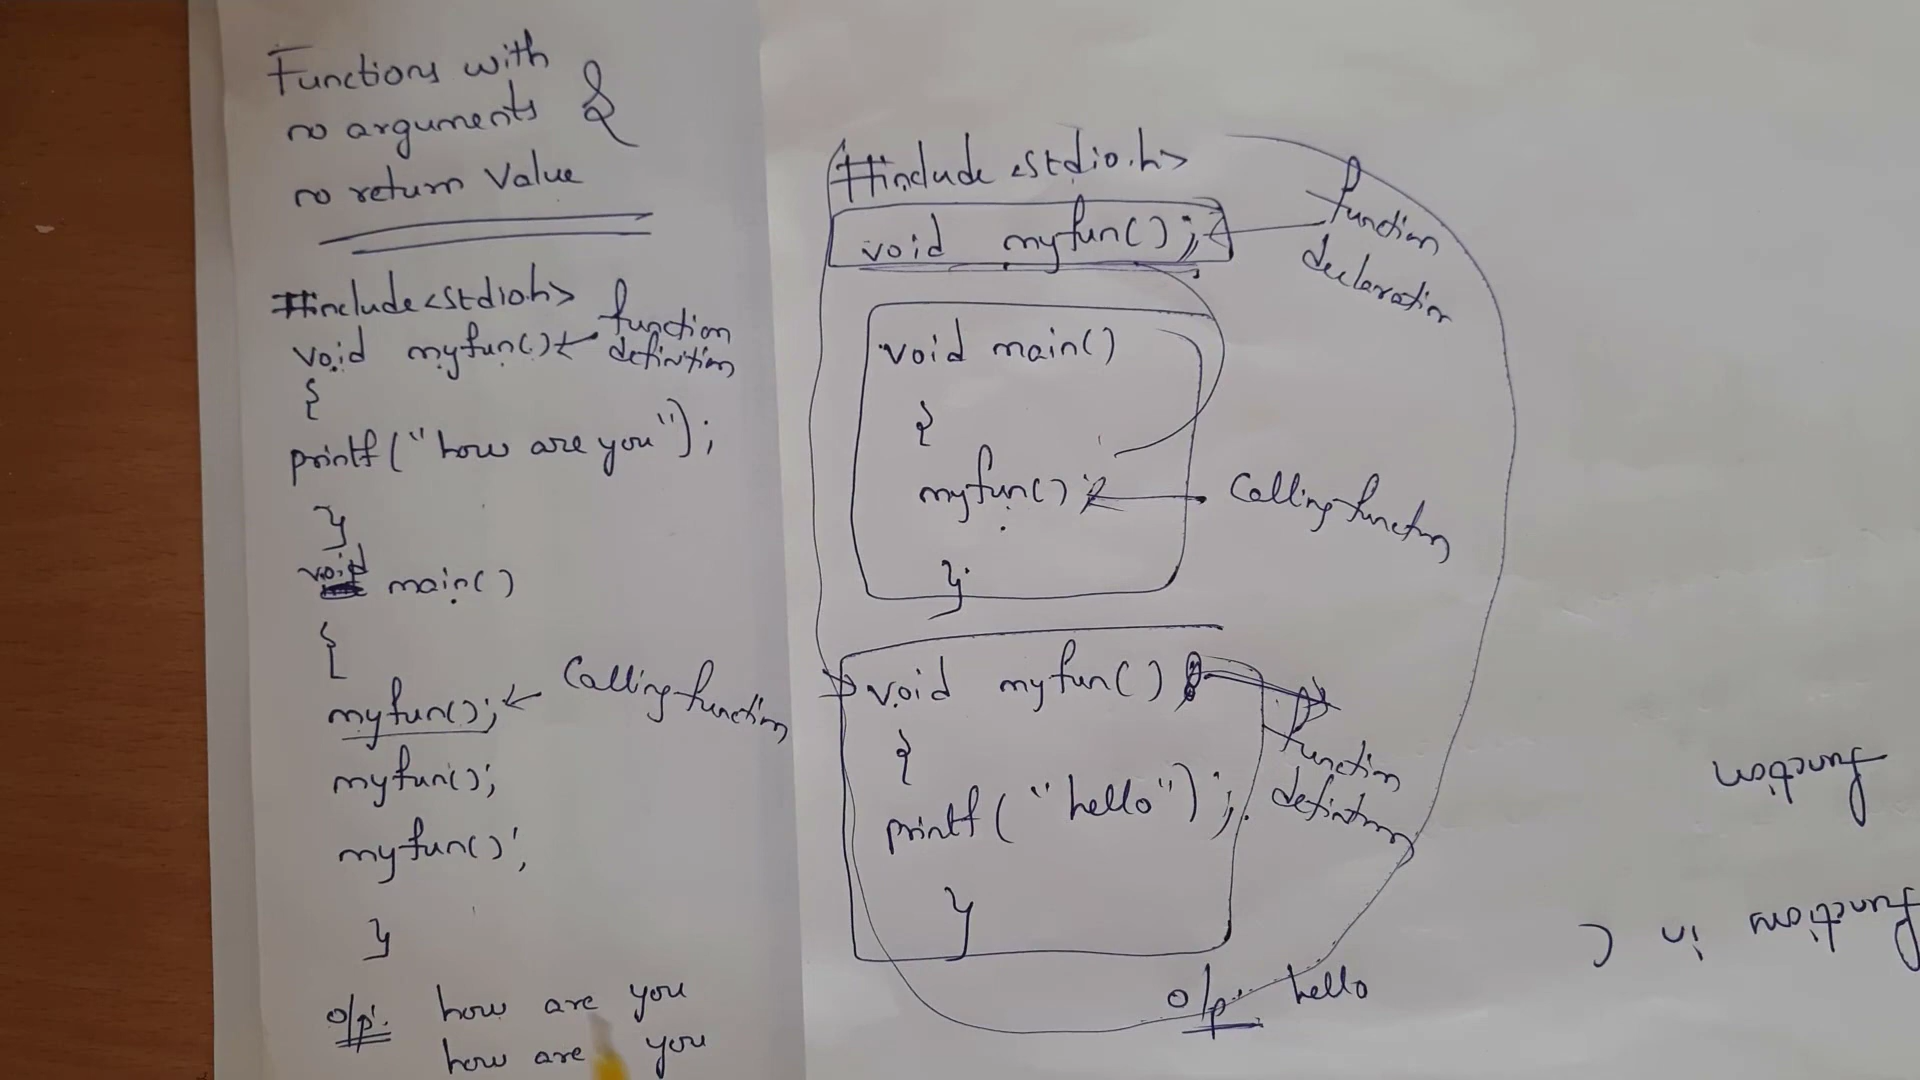 Functions with
no arguments &
no return value
#include<stdio.h>
void myfun() ← function definition
{
printf("how are you");
}
void main()
{
myfun(); ← Calling function
myfun();
myfun();
}
o/p: how are you
how are you
#include<stdio.h>
void myfun(); ← function declaration
void main()
{
myfun(); ← Calling function
}
void myfun()
function definition
{
printf("hello");
}
o/p: hello
function
functions in C